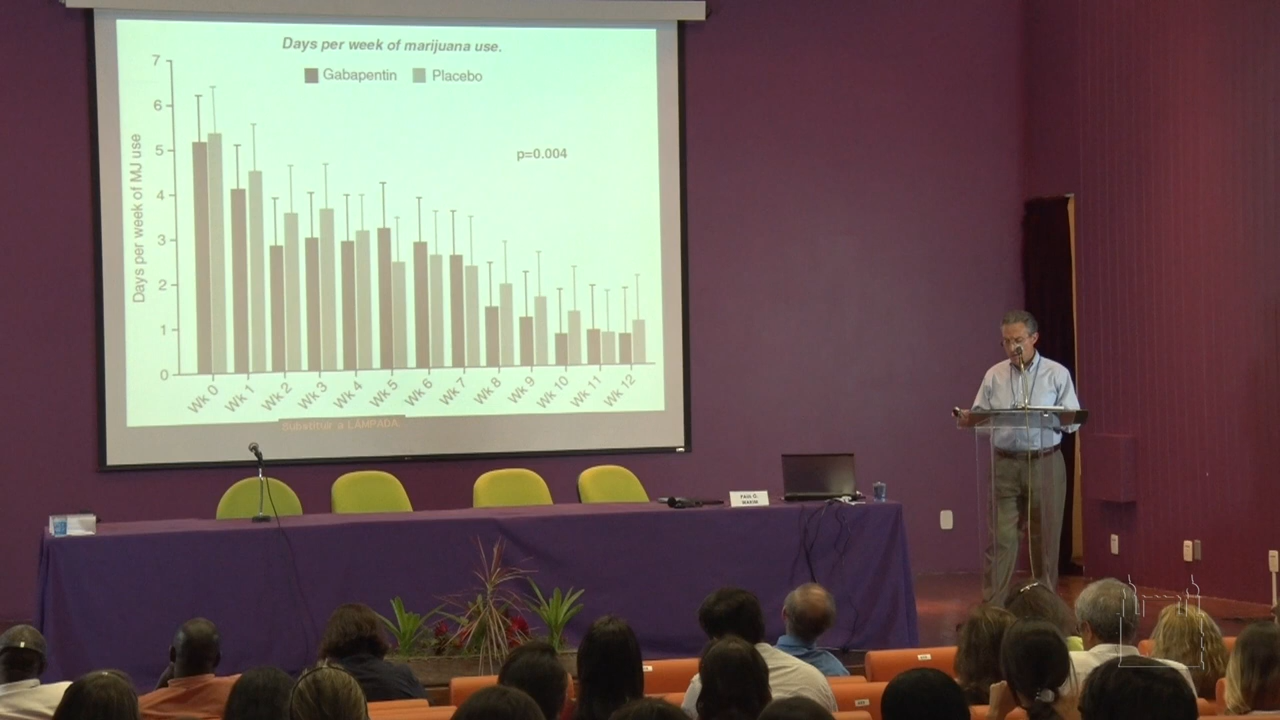 Days per week of marijuana use.
Gabapentin Placebo
p=0.004
Days per week of MJ use
7
6
5
4
3
2
1
0
Wk 0 Wk 1 Wk 2 Wk 3 Wk 4 Wk 5 Wk 6 Wk 7 Wk 8 Wk 9 Wk 10 Wk 11 Wk 12
Substituir a LÂMPADA.
PAUL G.
WAKIM